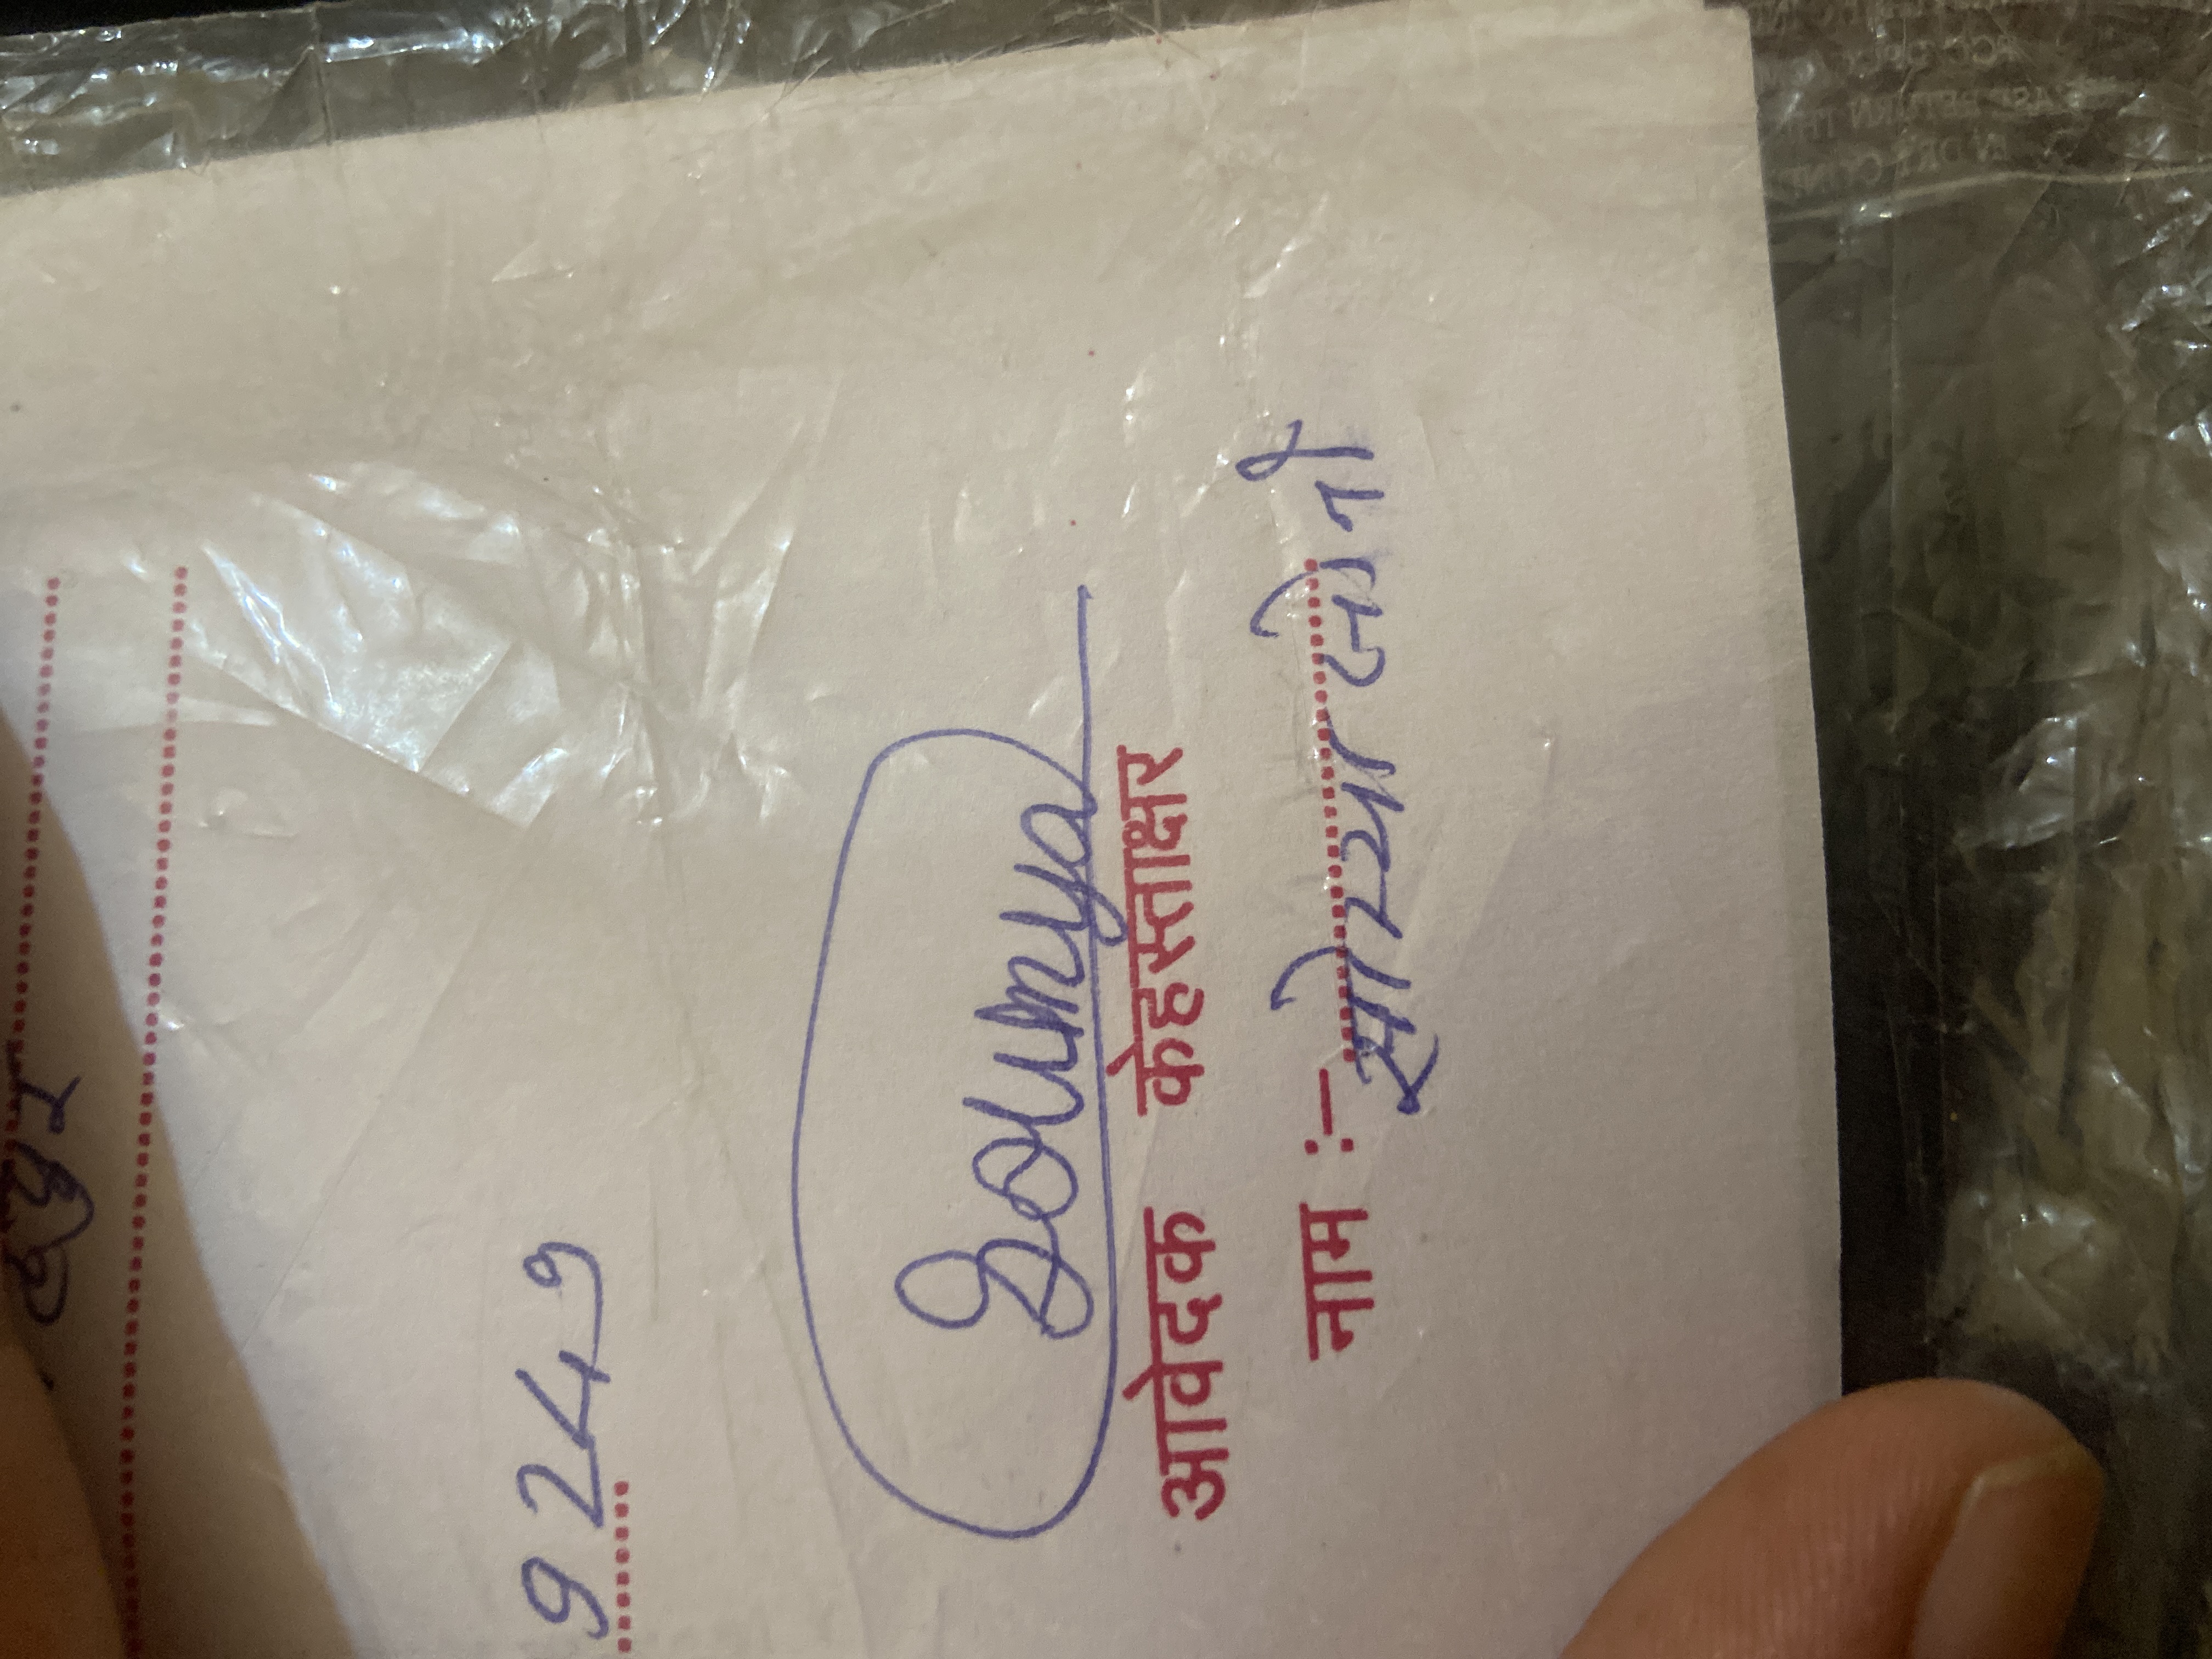 9249
Soumya
आवेदक के हस्ताक्षर
नाम :- सौम्या सोनी